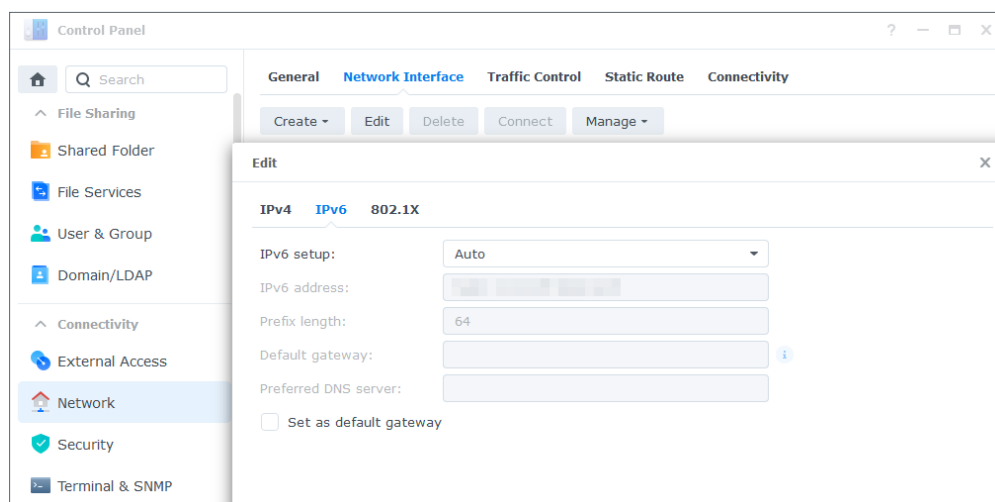 Control Panel
?
Search
General Network Interface Traffic Control Static Route Connectivity
File Sharing
Create Edit Delete Connect Manage
Shared Folder
Edit
File Services
IPv4 IPv6 802.1X
User & Group
IPv6 setup: Auto
Domain/LDAP
IPv6 address:
Prefix length: 64
Connectivity
Default gateway:
i
External Access
Preferred DNS server:
Network
Set as default gateway
Security
Terminal & SNMP